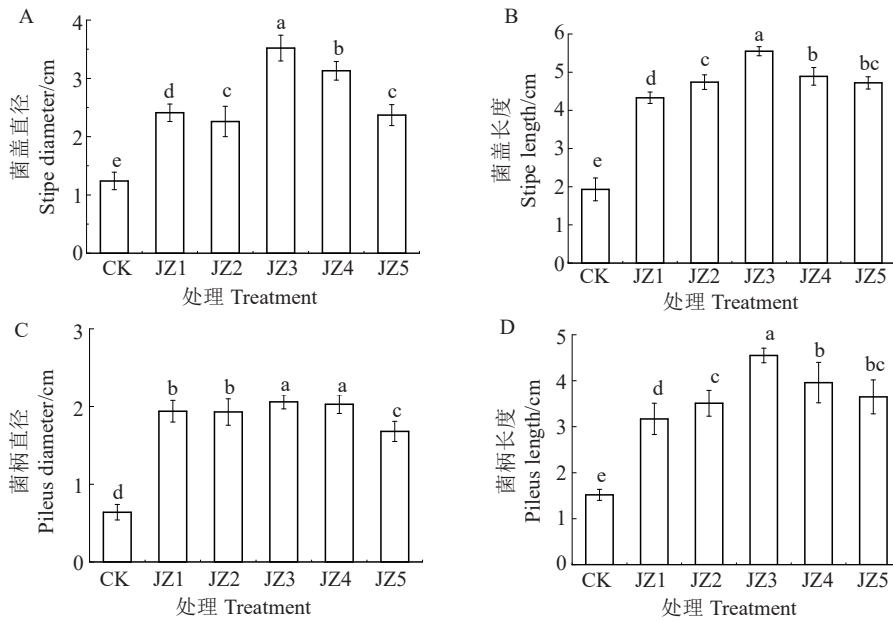 A
菌盖直径
Stipe diameter/cm
4
3
2
1
0
e
d
c
a
b
c
CK JZ1 JZ2 JZ3 JZ4 JZ5
处理 Treatment
B
菌盖长度
Stipe length/cm
6
5
4
3
2
1
0
e
d
c
a
b
bc
CK JZ1 JZ2 JZ3 JZ4 JZ5
处理 Treatment
C
菌柄直径
Pileus diameter/cm
3
2
1
0
d
b
b
a
a
c
CK JZ1 JZ2 JZ3 JZ4 JZ5
处理 Treatment
D
菌柄长度
Pileus length/cm
5
4
3
2
1
0
e
d
c
a
b
bc
CK JZ1 JZ2 JZ3 JZ4 JZ5
处理 Treatment